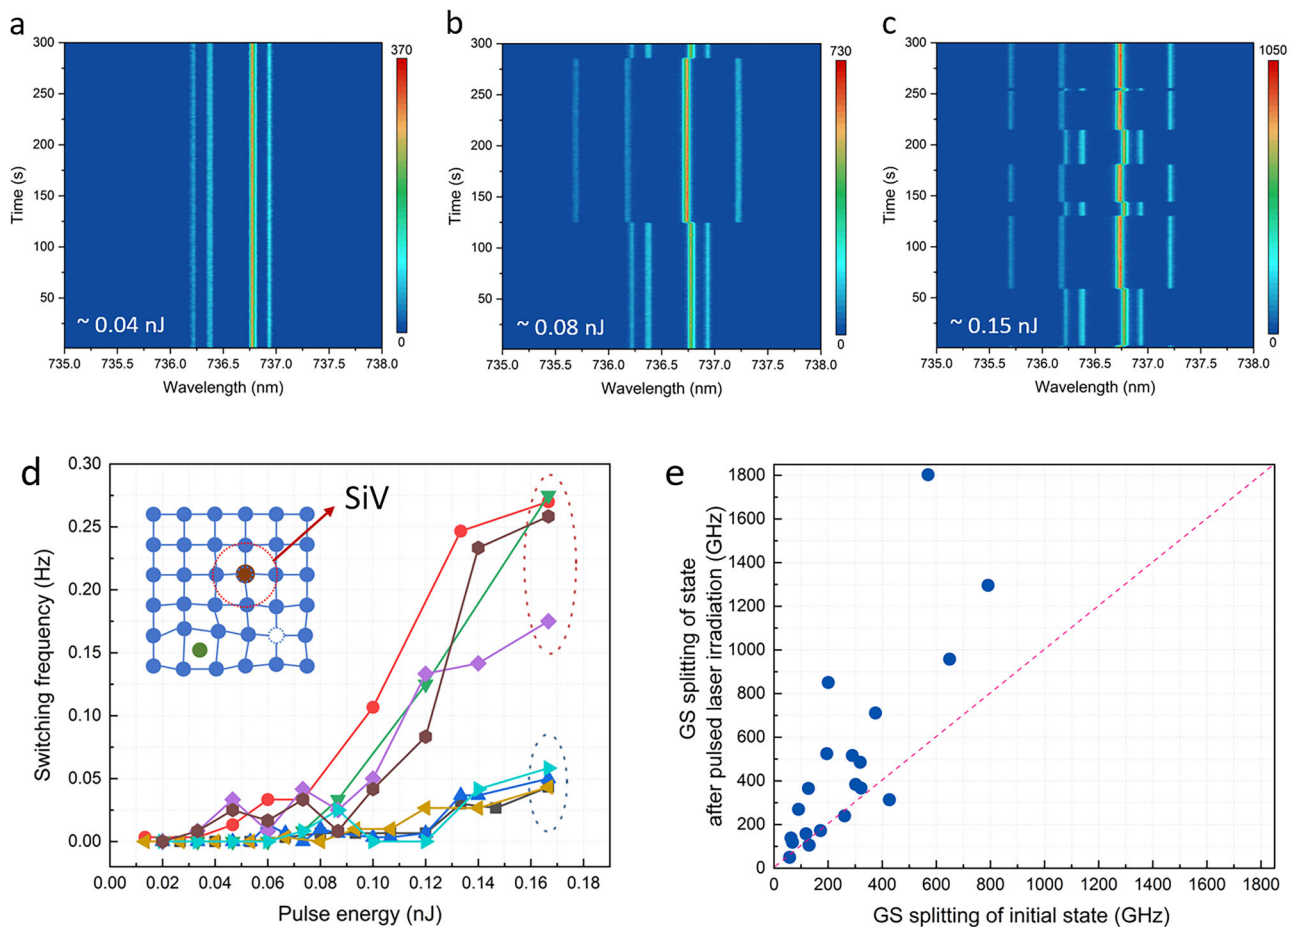 a
370
300
250
200
150
100
50
Time (s)
~ 0.04 nJ
0
735.0 735.5 736.0 736.5 737.0 737.5 738.0
Wavelength (nm)
b
730
300
250
200
150
100
50
Time (s)
~ 0.08 nJ
0
735.0 735.5 736.0 736.5 737.0 737.5 738.0
Wavelength (nm)
c
1050
300
250
200
150
100
50
Time (s)
~ 0.15 nJ
0
735.0 735.5 736.0 736.5 737.0 737.5 738.0
Wavelength (nm)
d
0.30
0.25
0.20
0.15
0.10
0.05
0.00
Switching frequency (Hz)
SiV
0.00 0.02 0.04 0.06 0.08 0.10 0.12 0.14 0.16 0.18
Pulse energy (nJ)
e
1800
1600
1400
1200
1000
800
600
400
200
0
GS splitting of state
after pulsed laser irradiation (GHz)
0 200 400 600 800 1000 1200 1400 1600 1800
GS splitting of initial state (GHz)